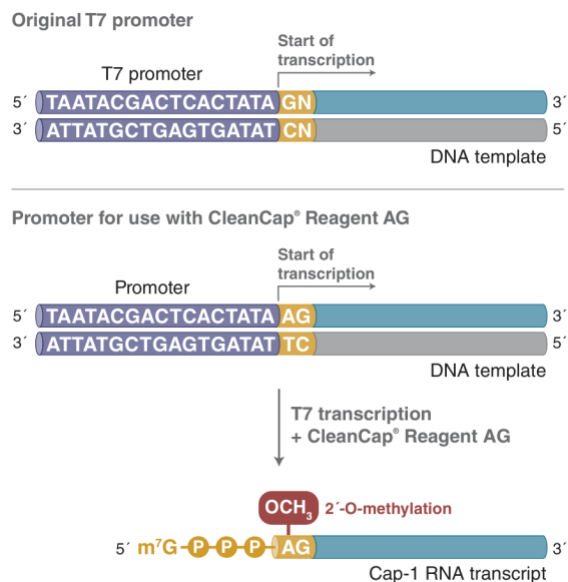 Original T7 promoter
Start of
transcription
T7 promoter
5´ TAATACGACTCACTATA GN 3´
3´ ATTATGCTGAGTGATAT CN 5´
DNA template
Promoter for use with CleanCap® Reagent AG
Start of
transcription
Promoter
5´ TAATACGACTCACTATA AG 3´
3´ ATTATGCTGAGTGATAT TC 5´
DNA template
T7 transcription
+ CleanCap® Reagent AG
OCH₃ 2´-O-methylation
5´ m⁷G P P P AG 3´
Cap-1 RNA transcript